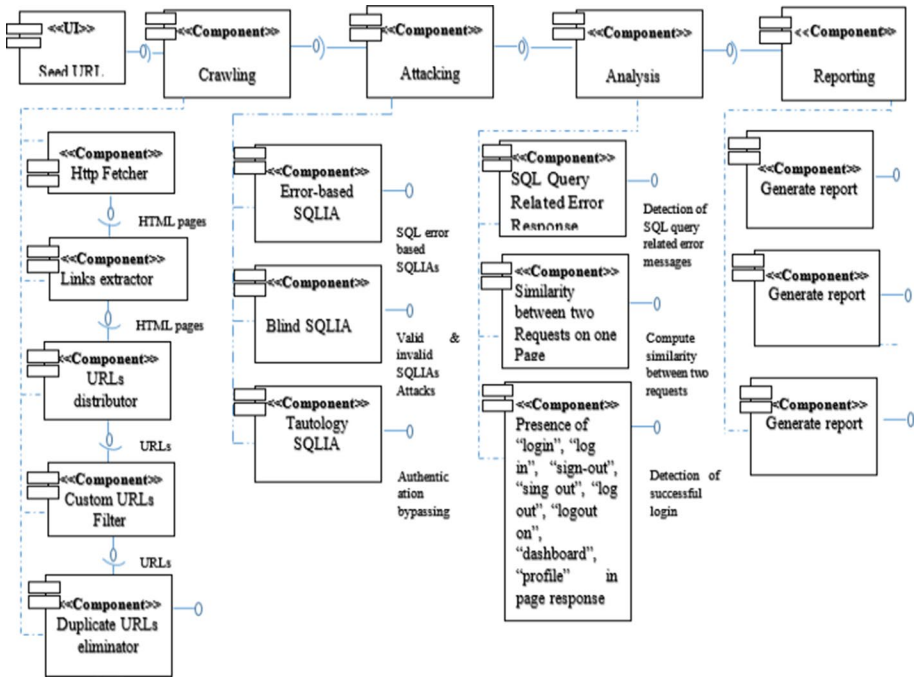 <<UI>>
Seed URL
<<Component>>
Crawling
<<Component>>
Attacking
<<Component>>
Analysis
<<Component>>
Reporting
<<Component>>
Http Fetcher
HTML pages
<<Component>>
Links extractor
HTML pages
<<Component>>
URLs
distributor
URLs
<<Component>>
Custom URLs
Filter
URLs
<<Component>>
Duplicate URLs
eliminator
<<Component>>
Error-based
SQLIA
SQL error
based
SQLIAs
<<Component>>
Blind SQLIA
Valid &
invalid
SQLIAs
Attacks
<<Component>>
Tautology
SQLIA
Authentic
ation
bypassing
<<Component>>
SQL Query
Related Error
Response
Detection of
SQL query
related error
messages
<<Component>>
Similarity
between two
Requests on one
Page
Compute
similarity
between two
requests
<<Component>>
Presence of
“login”, “log
in”, “sign-out”,
“sing out”, “log
out”, “logout
on”,
“dashboard”,
“profile” in
page response
Detection of
successful
login
<<Component>>
Generate report
<<Component>>
Generate report
<<Component>>
Generate report